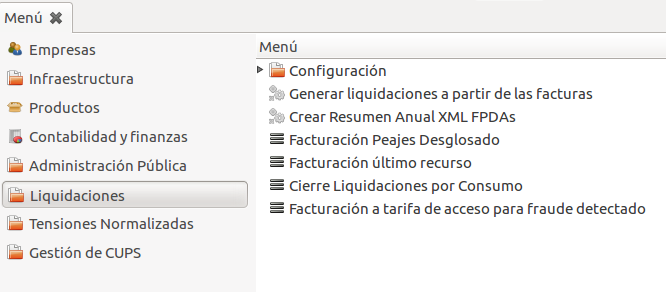 Menú
Empresas
Infraestructura
Productos
Contabilidad y finanzas
Administración Pública
Liquidaciones
Tensiones Normalizadas
Gestión de CUPS
Menú
Configuración
Generar liquidaciones a partir de las facturas
Crear Resumen Anual XML FPDAs
Facturación Peajes Desglosado
Facturación último recurso
Cierre Liquidaciones por Consumo
Facturación a tarifa de acceso para fraude detectado